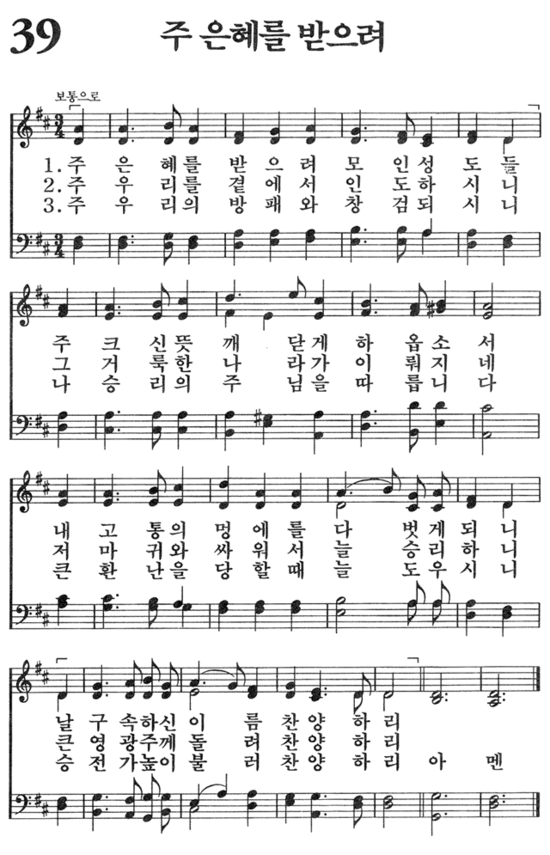 39 주 은혜를 받으려
보통으로
1. 주 은 혜를 받 으 려 모 인성 도 들
2. 주 우 리를 곁 에 서 인 도하 시 니
3. 주 우 리의 방 패 와 창 검되 시 니
주 크 신뜻 깨 닫 게 하 옵 소 서
그 거 룩한 나 라가 이 뤄 지 네
나 승 리의 주 님을 따 릅 니 다
내 고 통의 멍 에 를 다 벗 게 되 니
저 마 귀와 싸 워 서 늘 승 리 하 니
큰 환 난을 당 할 때 늘 도 우 시 니
날 구 속하신 이 름 찬양 하 리
큰 영 광주께 돌 려 찬양 하 리
승 전 가높이 불 러 찬양 하 리 아 멘